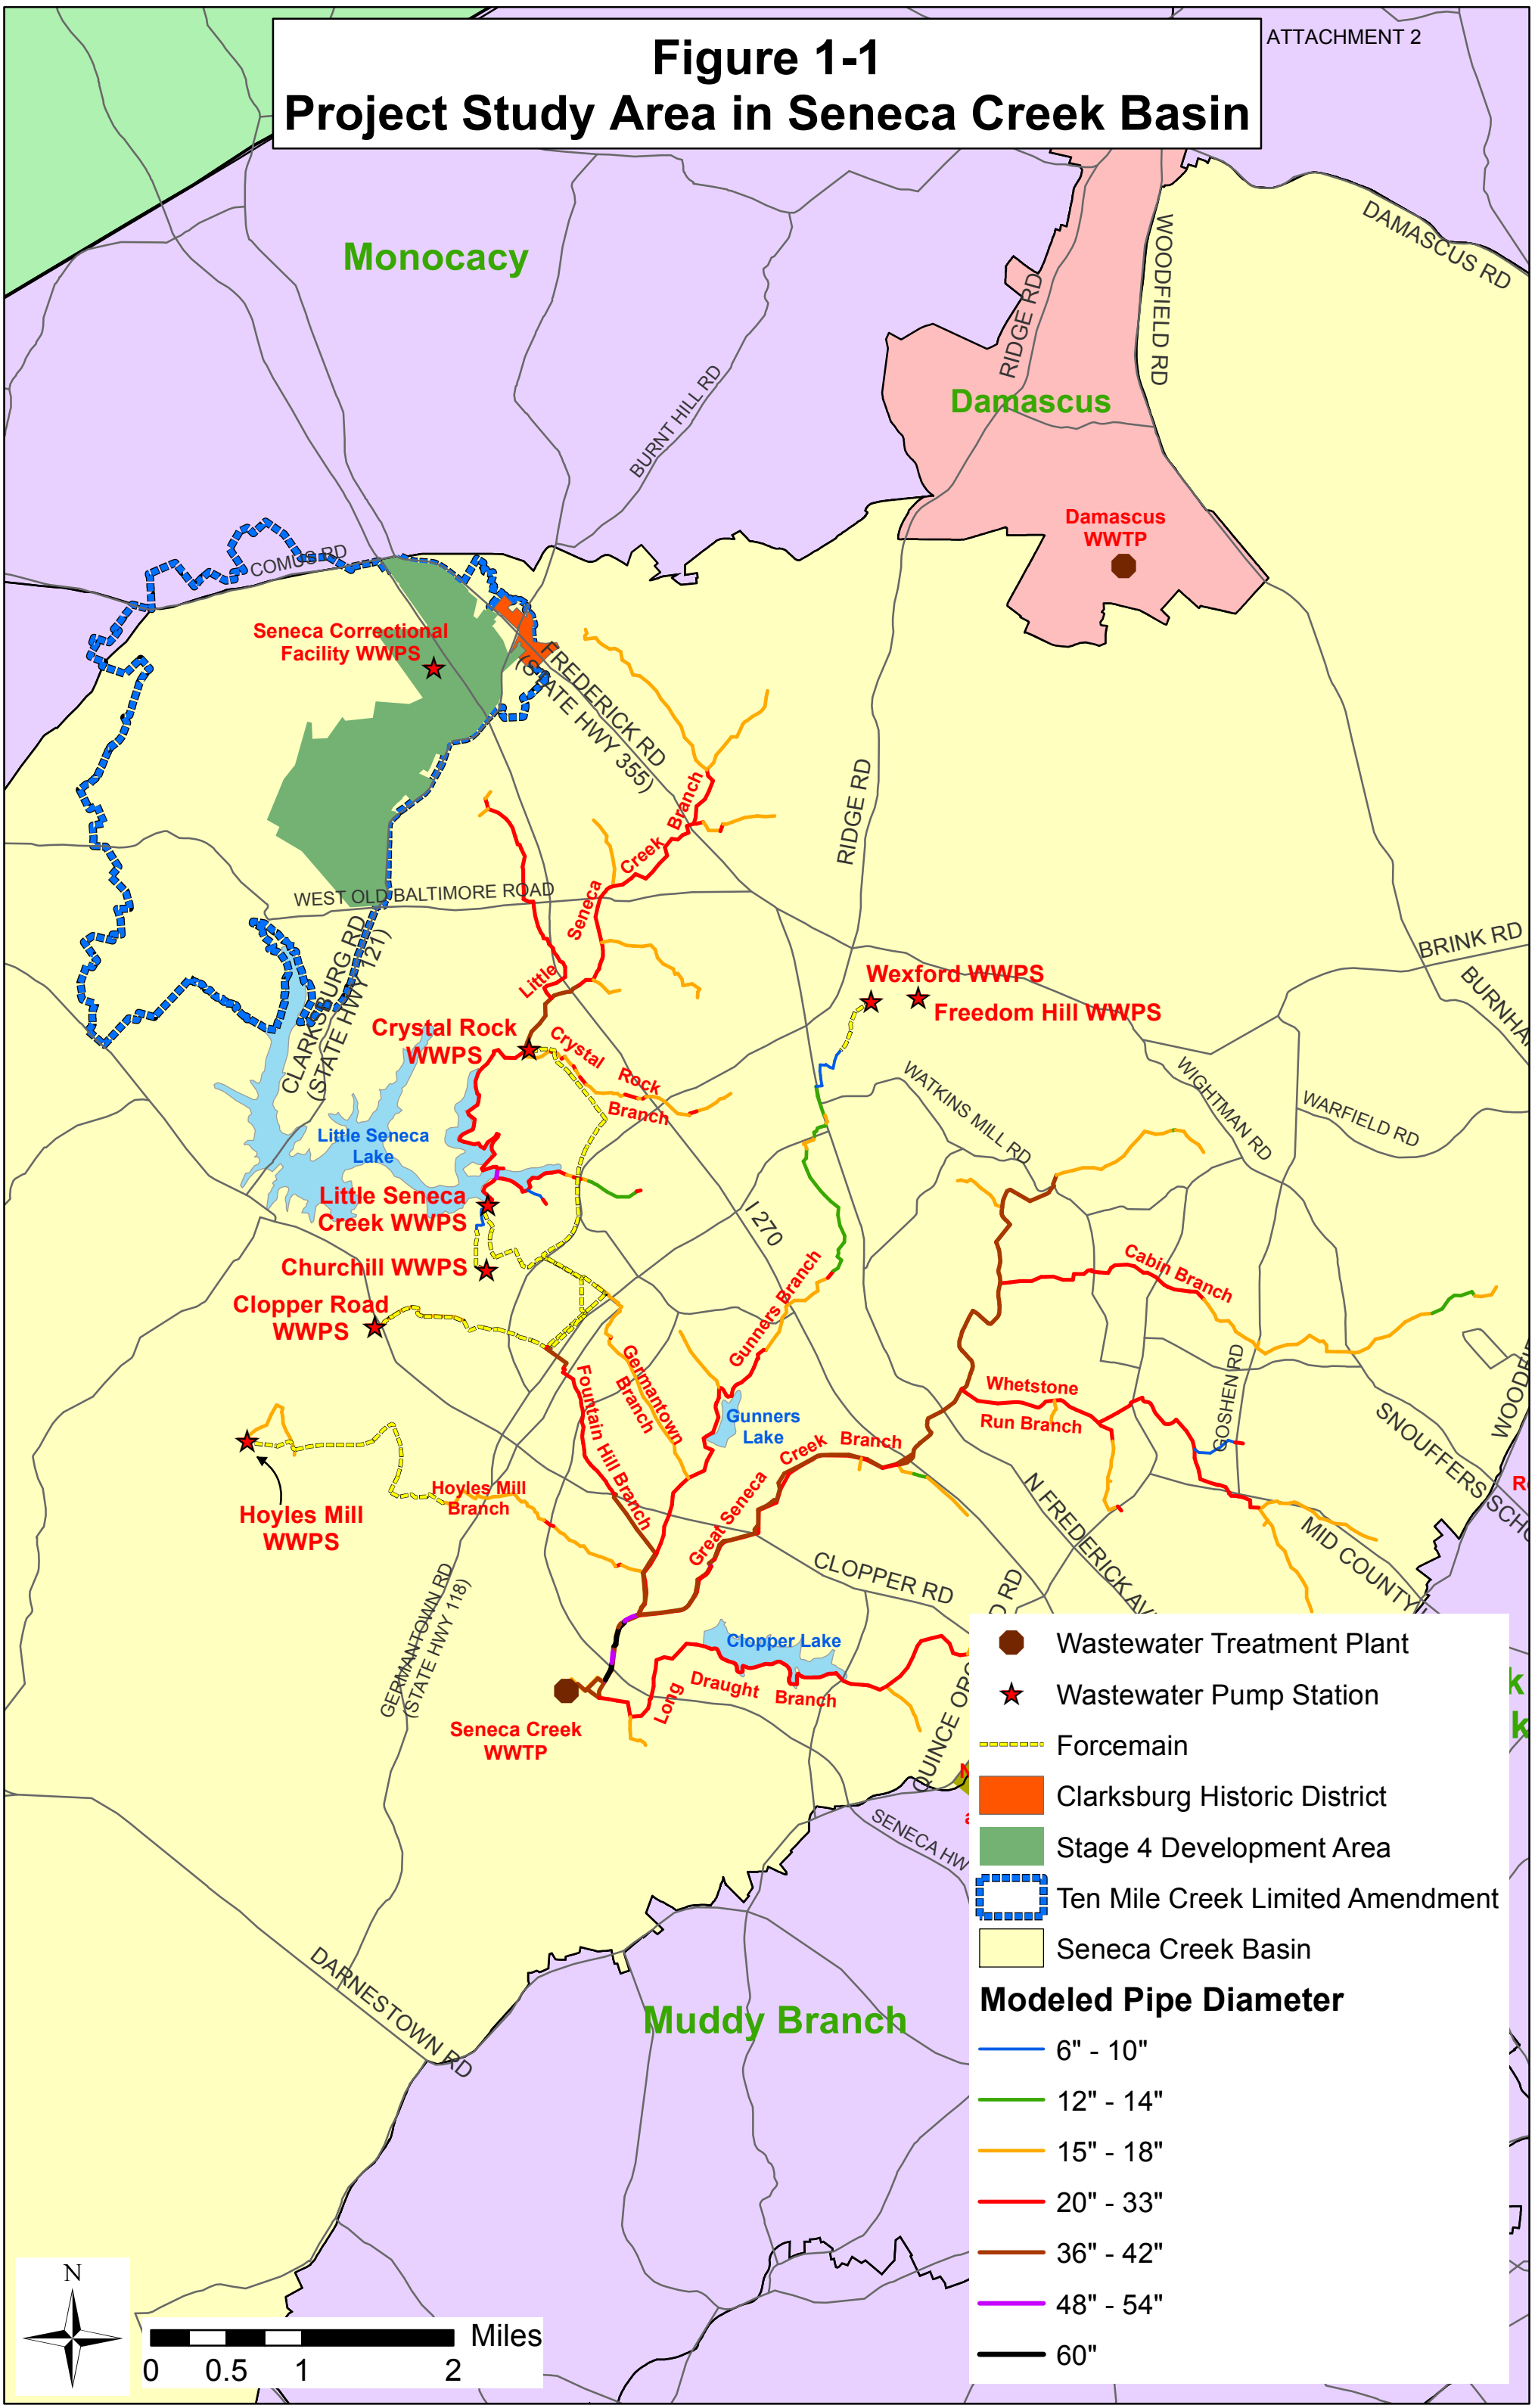 ATTACHMENT 2
Figure 1-1
Project Study Area in Seneca Creek Basin
Monocacy
DAMASCUS RD
WOODFIELD RD
RIDGE RD
BURNT HILL RD
Damascus
Damascus
WWTP
COMUS RD
Seneca Correctional
Facility WWPS
FREDERICK RD
(STATE HWY 355)
RIDGE RD
Little Seneca Creek Branch
WEST OLD BALTIMORE ROAD
CLARKSBURG RD
(STATE HWY 121)
BRINK RD
Wexford WWPS
Freedom Hill WWPS
Crystal Rock
WWPS
Crystal Rock
Branch
WATKINS MILL RD
WIGHTMAN RD
WARFIELD RD
Little Seneca
Lake
Little Seneca
Creek WWPS
I 270
Churchill WWPS
Cabin Branch
Clopper Road
WWPS
Gunners Branch
Germantown
Branch
Fountain Hill Branch
Whetstone
Run Branch
GOSHEN RD
Gunners
Lake
Great Seneca Creek Branch
Hoyles Mill
Branch
Hoyles Mill
WWPS
N FREDERICK AV
MID COUNTY
CLOPPER RD
GERMANTOWN RD
(STATE HWY 118)
Clopper Lake
Long Draught Branch
Seneca Creek
WWTP
SENECA HW
DARNESTOWN RD
Muddy Branch
Wastewater Treatment Plant
Wastewater Pump Station
Forcemain
Clarksburg Historic District
Stage 4 Development Area
Ten Mile Creek Limited Amendment
Seneca Creek Basin
Modeled Pipe Diameter
6" - 10"
12" - 14"
15" - 18"
20" - 33"
36" - 42"
48" - 54"
60"
N
Miles
0 0.5 1 2